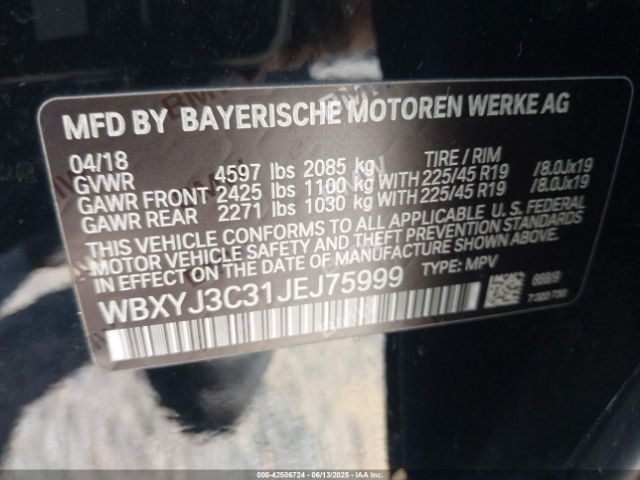 MFD BY BAYERISCHE MOTOREN WERKE AG
04/18 TIRE / RIM
GVWR 4597 lbs 2085 kg
GAWR FRONT 2425 lbs 1100 kg WITH 225/45 R19 /8.0Jx19
GAWR REAR 2271 lbs 1030 kg WITH 225/45 R19 /8.0Jx19
THIS VEHICLE CONFORMS TO ALL APPLICABLE U.S. FEDERAL
MOTOR VEHICLE SAFETY AND THEFT PREVENTION STANDARDS
IN EFFECT ON THE DATE OF MANUFACTURE SHOWN ABOVE.
WBXYJ3C31JEJ75999 TYPE: MPV
000-42506724 - 06/13/2025 - IAAI.COM